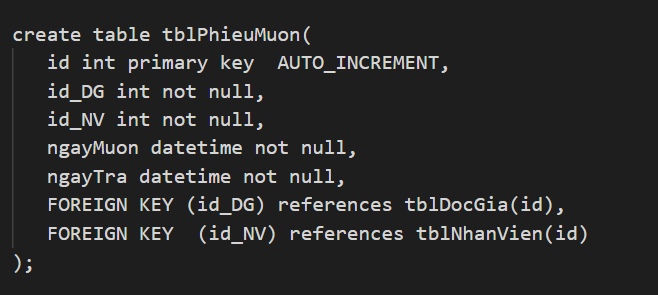 create table tblPhieuMuon(
   id int primary key  AUTO_INCREMENT,
   id_DG int not null,
   id_NV int not null,
   ngayMuon datetime not null,
   ngayTra datetime not null,
   FOREIGN KEY (id_DG) references tblDocGia(id),
   FOREIGN KEY  (id_NV) references tblNhanVien(id)
);